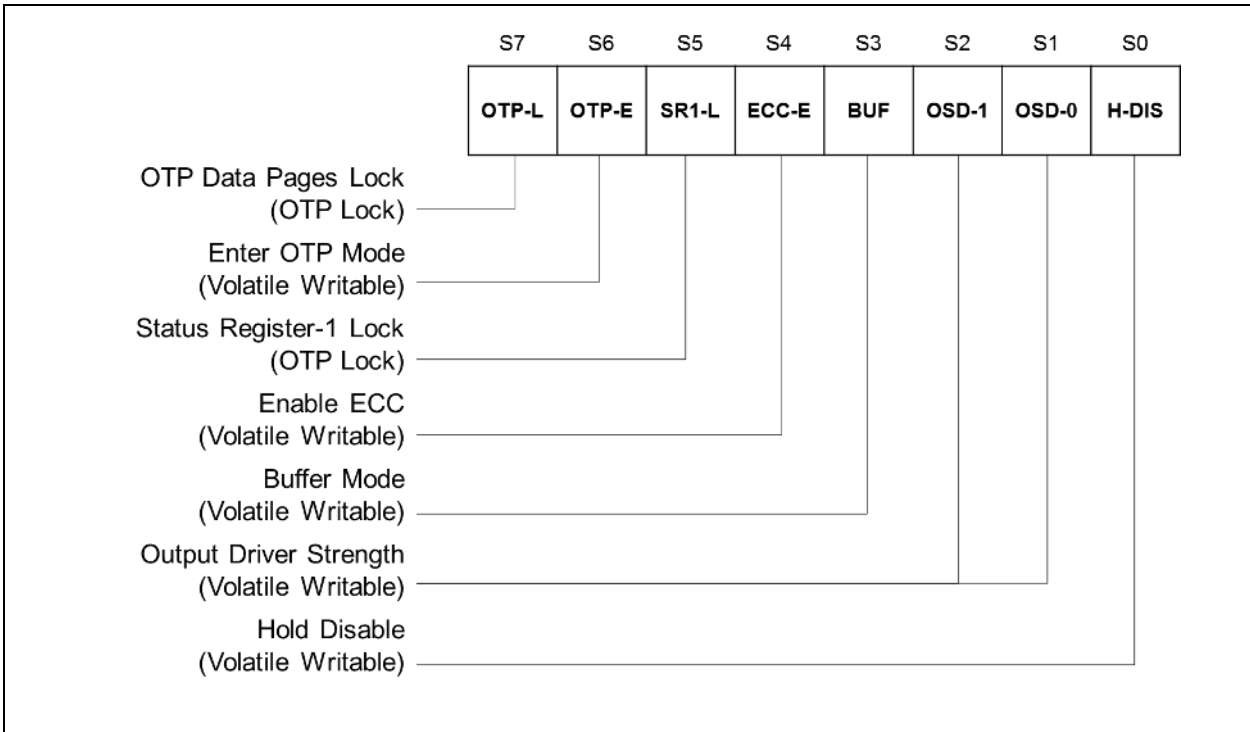 S7 S6 S5 S4 S3 S2 S1 S0
OTP-L OTP-E SR1-L ECC-E BUF OSD-1 OSD-0 H-DIS
OTP Data Pages Lock
(OTP Lock)
Enter OTP Mode
(Volatile Writable)
Status Register-1 Lock
(OTP Lock)
Enable ECC
(Volatile Writable)
Buffer Mode
(Volatile Writable)
Output Driver Strength
(Volatile Writable)
Hold Disable
(Volatile Writable)